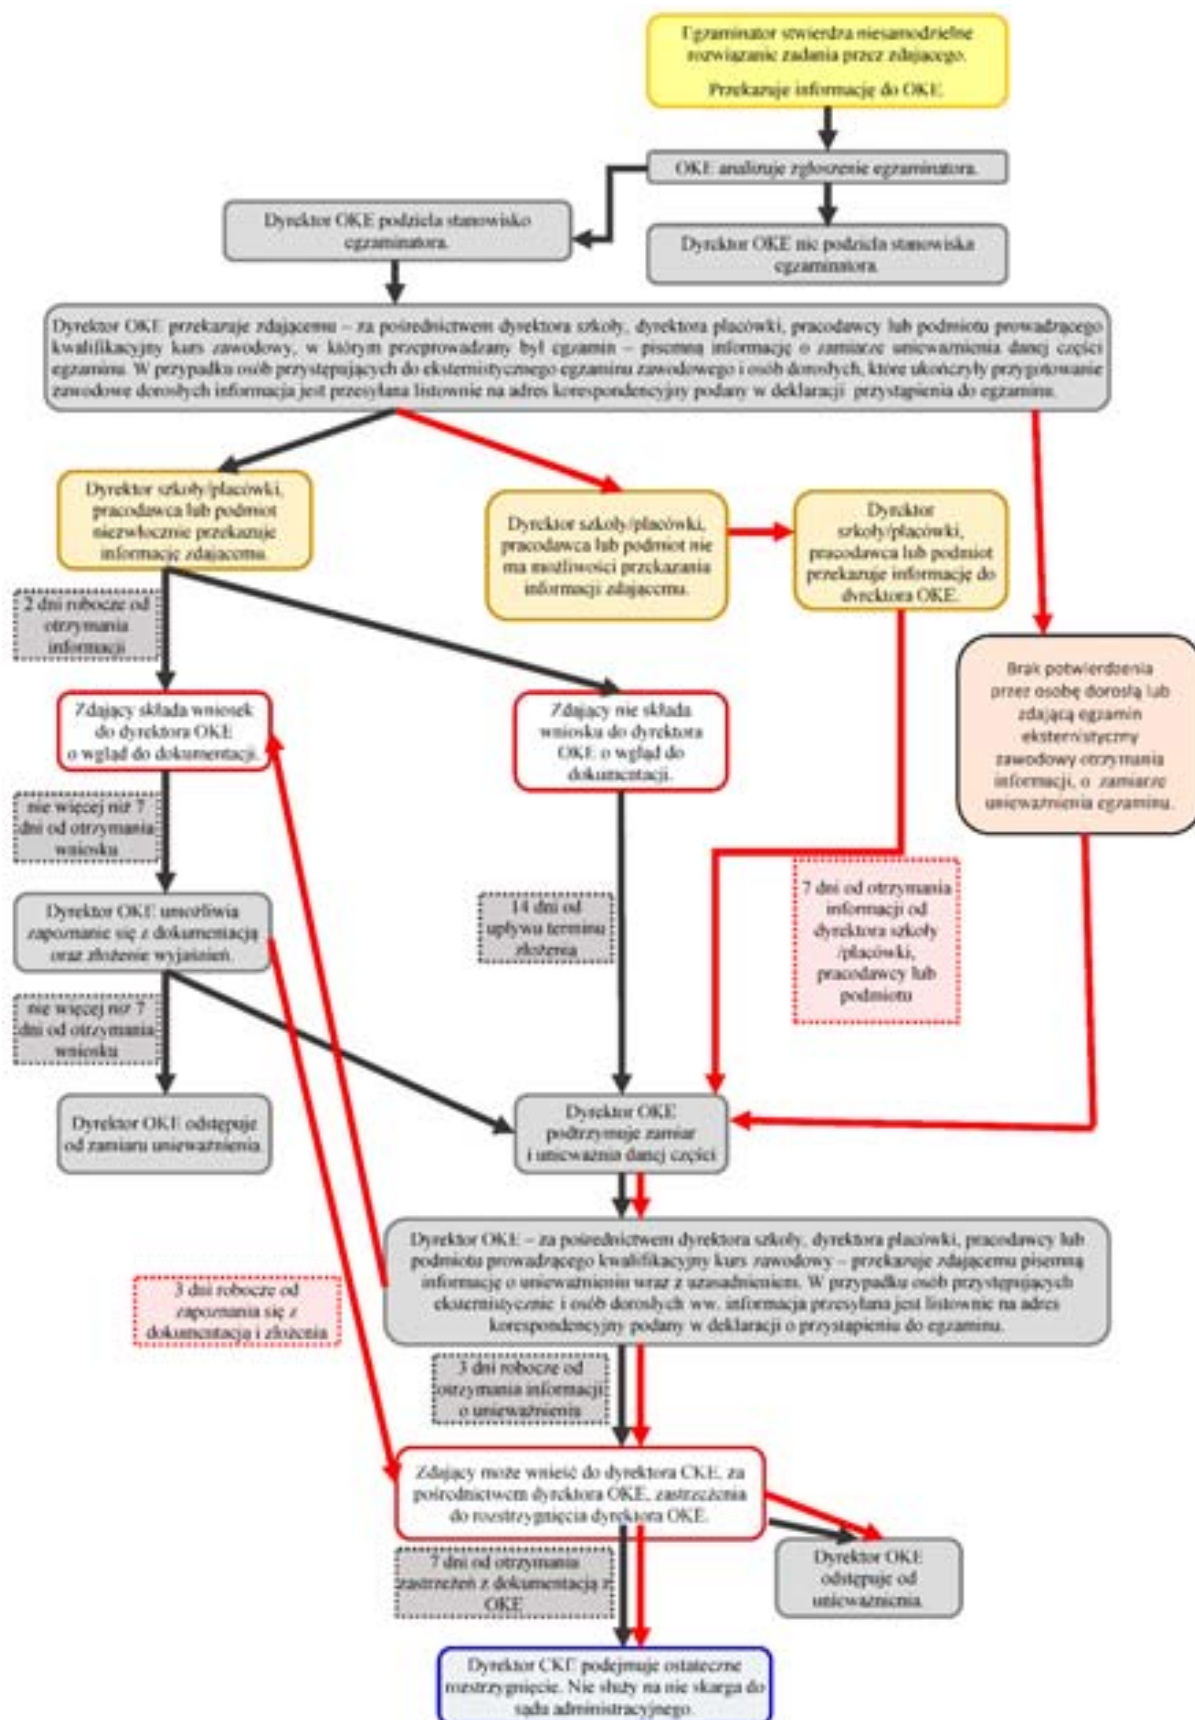 Egzaminator stwierdza niesamodzielne
rozwiązanie zadania przez zdającego.
Przekazuje informację do OKE.
OKE analizuje zgłoszenie egzaminatora.
Dyrektor OKE podziela stanowisko
egzaminatora.
Dyrektor OKE nie podziela stanowiska
egzaminatora.
Dyrektor OKE przekazuje zdającemu – za pośrednictwem dyrektora szkoły, dyrektora placówki, pracodawcy lub podmiotu prowadzącego
kwalifikacyjny kurs zawodowy, w którym przeprowadzany był egzamin – pisemną informację o zamiarze unieważnienia danej części
egzaminu. W przypadku osób przystępujących do eksternistycznego egzaminu zawodowego i osób dorosłych, które ukończyły przygotowanie
zawodowe dorosłych informacja jest przesyłana listownie na adres korespondencyjny podany w deklaracji przystąpienia do egzaminu.
Dyrektor szkoły/placówki,
pracodawca lub podmiot
niezwłocznie przekazuje
informację zdającemu.
Dyrektor szkoły/placówki,
pracodawca lub podmiot nie
ma możliwości przekazania
informacji zdającemu.
Dyrektor
szkoły/placówki,
pracodawca lub podmiot
przekazuje informację do
dyrektora OKE.
2 dni robocze od
otrzymania
informacji
Brak potwierdzenia
przez osobę dorosłą lub
zdającą egzamin
eksternistyczny
zawodowy otrzymania
informacji, o zamiarze
unieważnienia egzaminu.
Zdający składa wniosek
do dyrektora OKE
o wgląd do dokumentacji.
Zdający nie składa
wniosku do dyrektora
OKE o wgląd do
dokumentacji.
nie więcej niż 7
dni od otrzymania
wniosku
7 dni od otrzymania
informacji od
dyrektora szkoły
/placówki,
pracodawcy lub
podmiotu
Dyrektor OKE umożliwia
zapoznanie się z dokumentacją
oraz złożenie wyjaśnień.
14 dni od
upływu terminu
złożenia
nie więcej niż 7
dni od otrzymania
wniosku
Dyrektor OKE odstępuje
od zamiaru unieważnienia.
Dyrektor OKE
podtrzymuje zamiar
i unieważnia danej części
Dyrektor OKE – za pośrednictwem dyrektora szkoły, dyrektora placówki, pracodawcy lub
podmiotu prowadzącego kwalifikacyjny kurs zawodowy – przekazuje zdającemu pisemną
informację o unieważnieniu wraz z uzasadnieniem. W przypadku osób przystępujących
eksternistycznie i osób dorosłych ww. informacja przesyłana jest listownie na adres
korespondencyjny podany w deklaracji o przystąpieniu do egzaminu.
3 dni robocze od
zapoznania się z
dokumentacją i złożenia
3 dni robocze od
otrzymania informacji
o unieważnieniu
Zdający może wnieść do dyrektora CKE, za
pośrednictwem dyrektora OKE, zastrzeżenia
do rozstrzygnięcia dyrektora OKE.
7 dni od otrzymania
zastrzeżeń z dokumentacją z
OKE
Dyrektor OKE
odstępuje od
unieważnienia.
Dyrektor CKE podejmuje ostateczne
rozstrzygnięcie. Nie służy na nie skarga do
sądu administracyjnego.